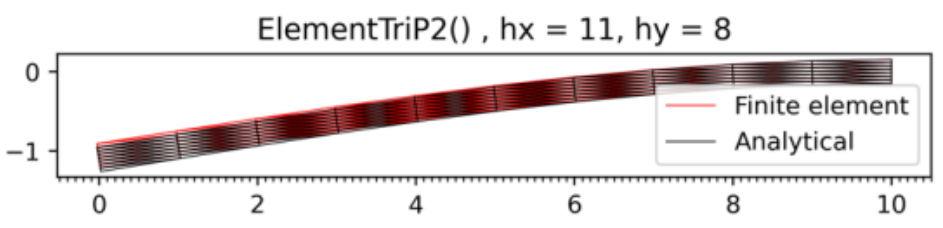 ElementTriP2() , hx = 11, hy = 8
0
−1
Finite element
Analytical
0 2 4 6 8 10